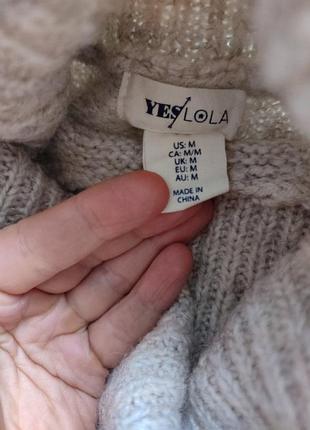 YES/LOLA
US: M
CA: M/M
UK: M
EU: M
AU: M
MADE IN
CHINA